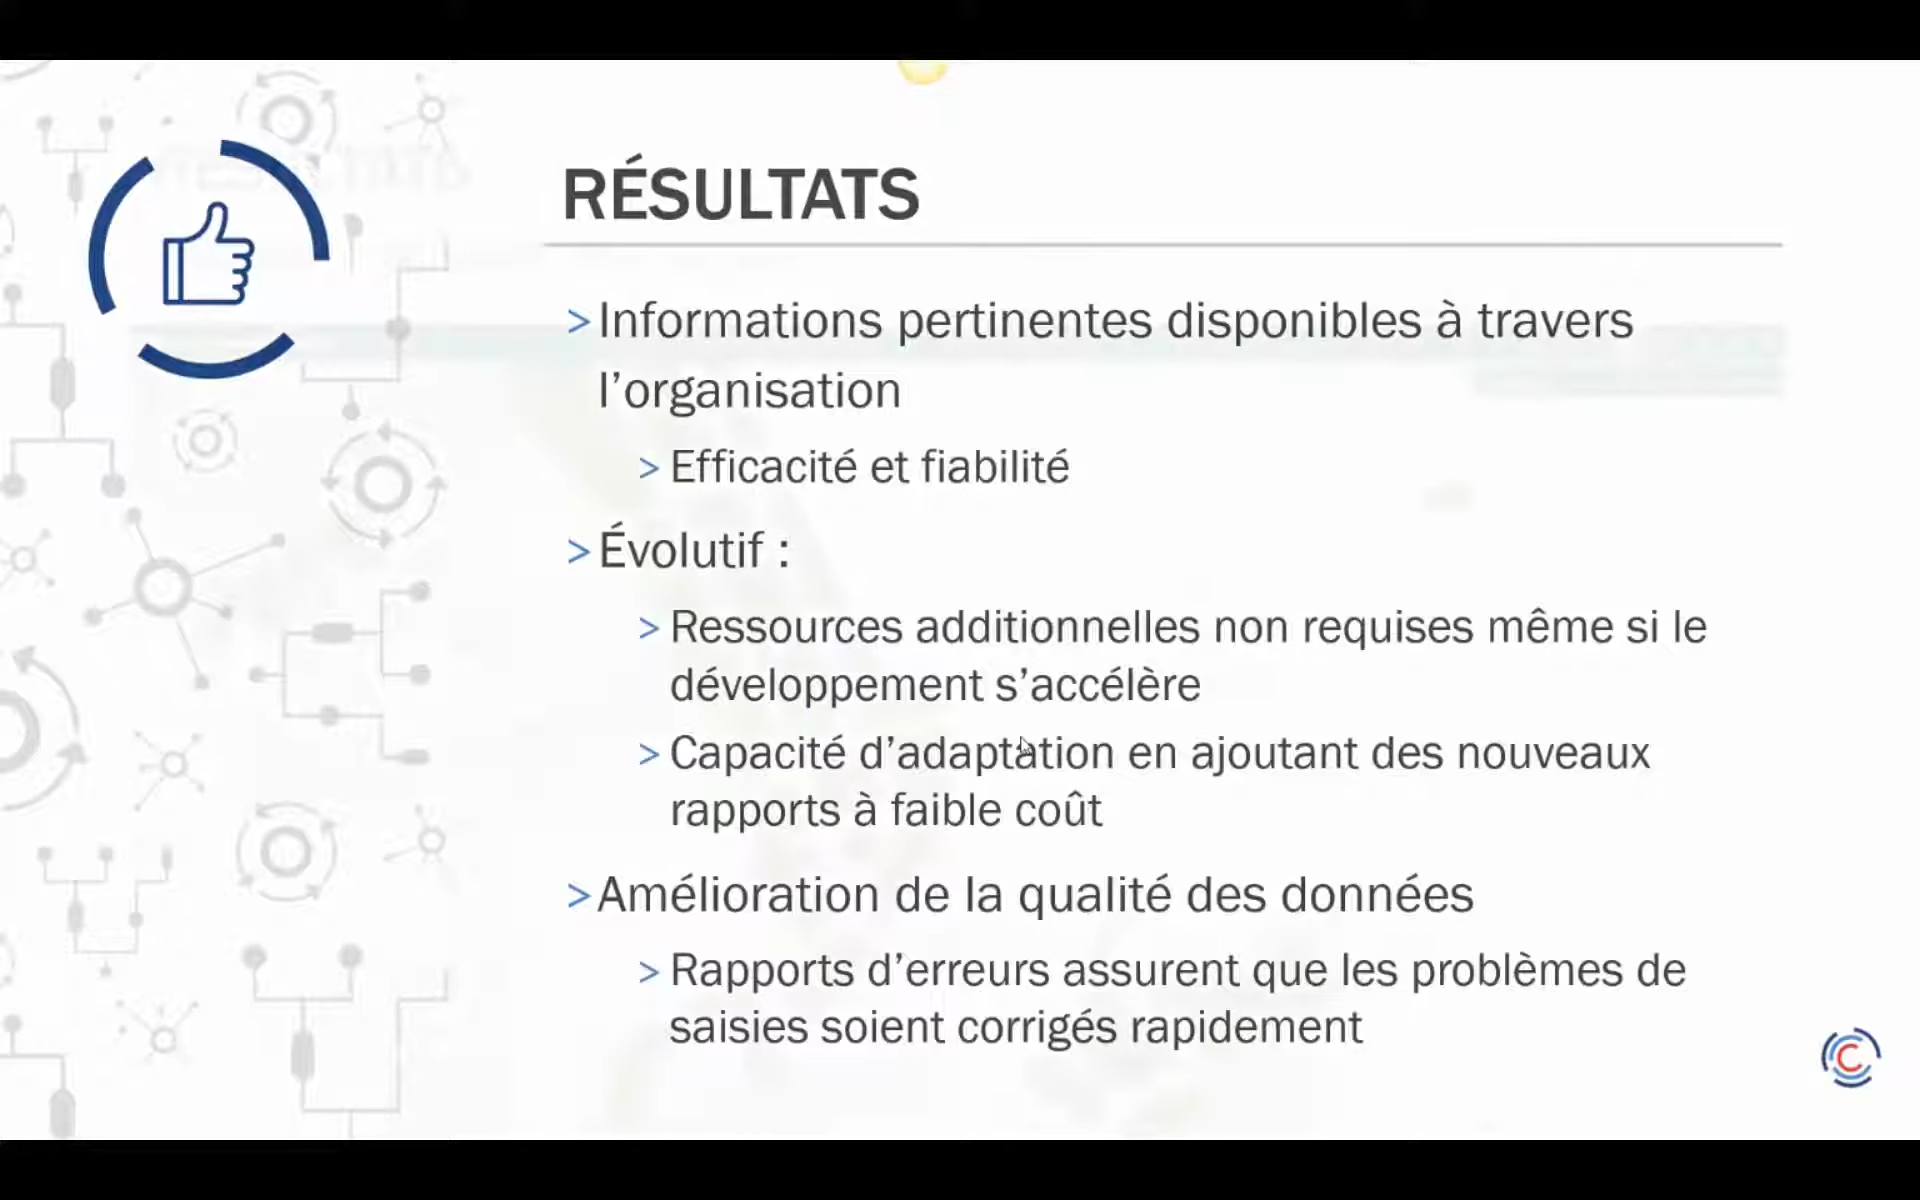 RÉSULTATS
> Informations pertinentes disponibles à travers
l’organisation
> Efficacité et fiabilité
> Évolutif :
> Ressources additionnelles non requises même si le
développement s’accélère
> Capacité d’adaptation en ajoutant des nouveaux
rapports à faible coût
> Amélioration de la qualité des données
> Rapports d’erreurs assurent que les problèmes de
saisies soient corrigés rapidement